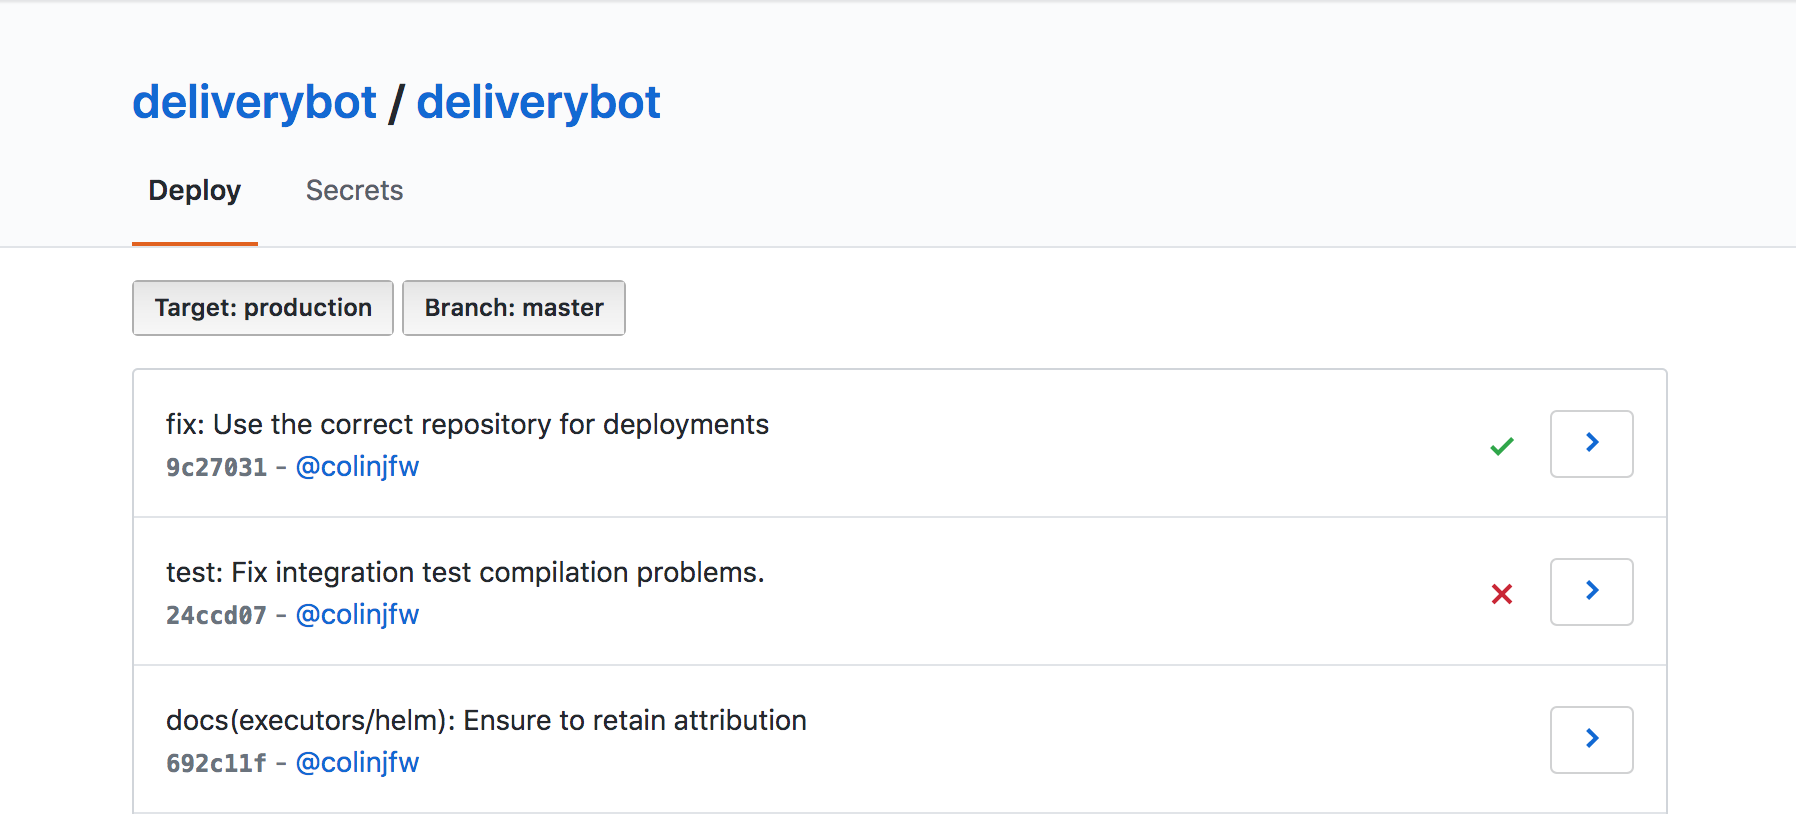 deliverybot / deliverybot
Deploy Secrets
Target: production Branch: master
fix: Use the correct repository for deployments
9c27031 – @colinjfw
test: Fix integration test compilation problems.
24ccd07 – @colinjfw
docs(executors/helm): Ensure to retain attribution
692c11f – @colinjfw